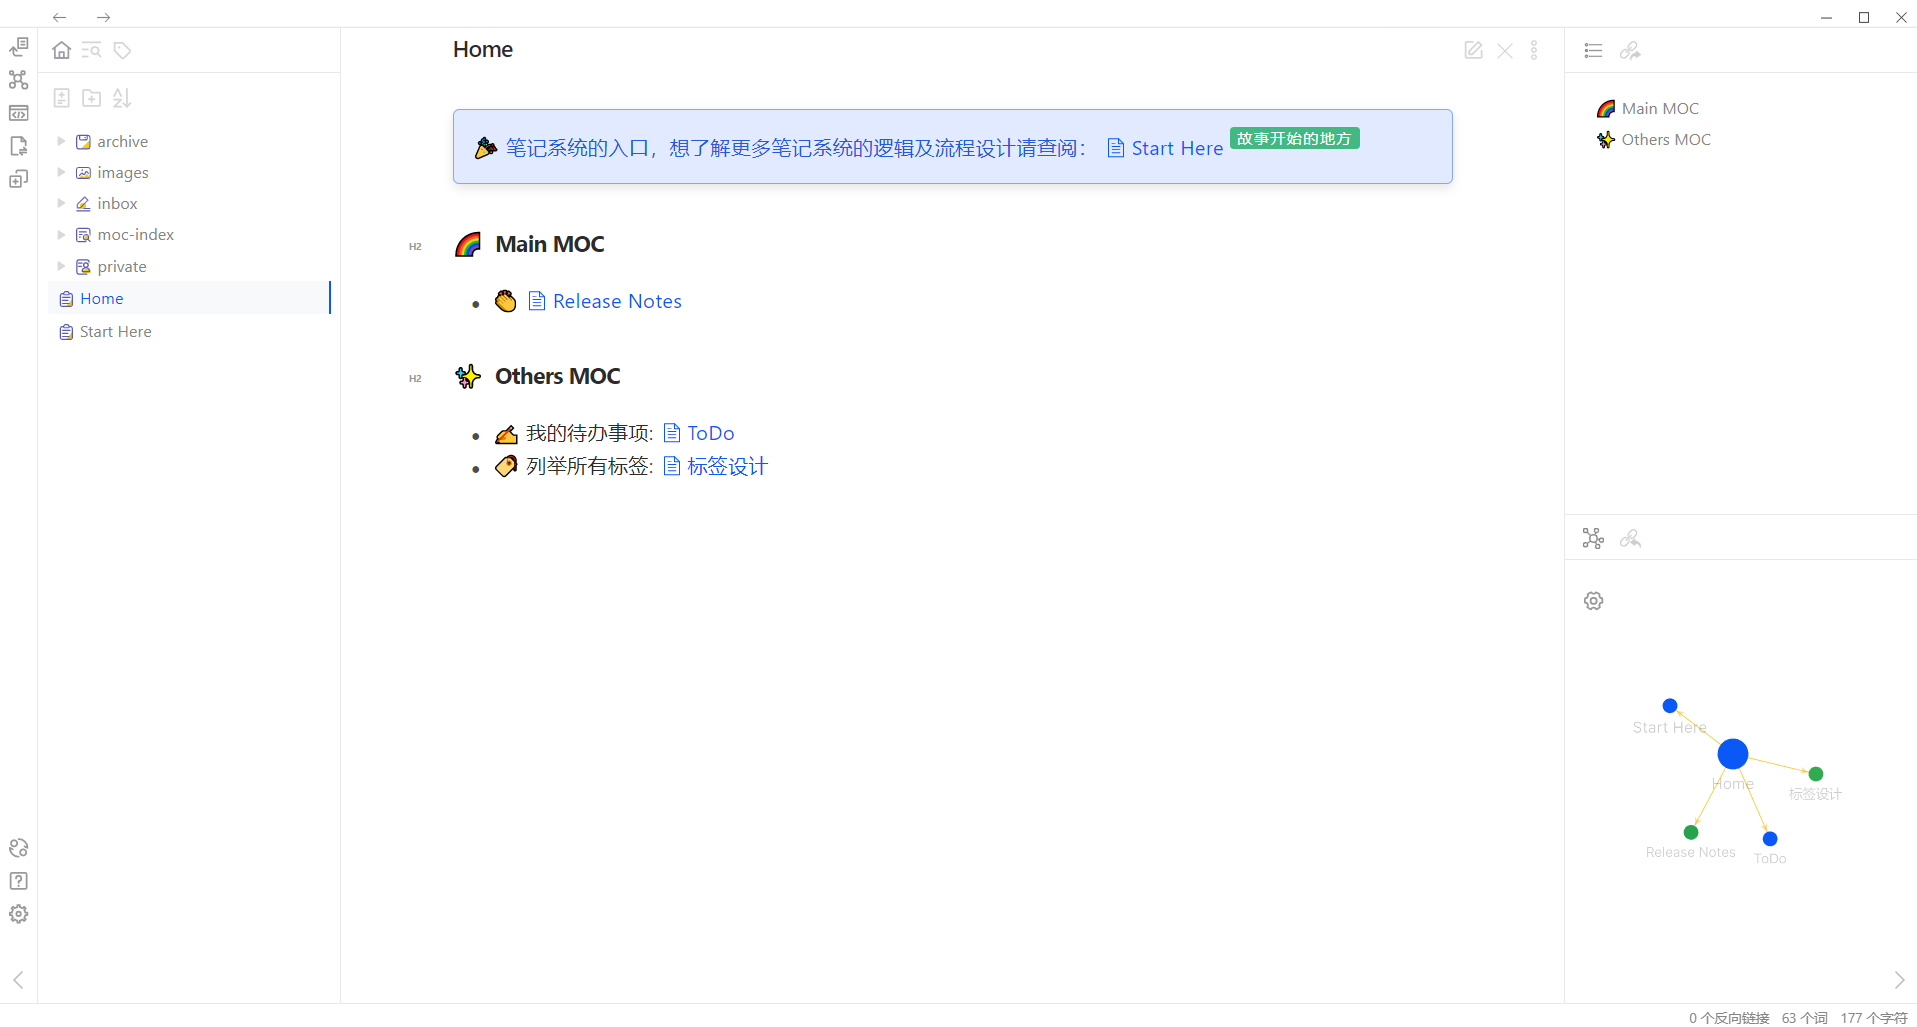 Home
archive
images
inbox
moc-index
private
Home
Start Here
笔记系统的入口，想了解更多笔记系统的逻辑及流程设计请查阅： Start Here 故事开始的地方
H2 Main MOC
Release Notes
H2 Others MOC
我的待办事项: ToDo
列举所有标签: 标签设计
Main MOC
Others MOC
Start Here
Home
标签设计
Release Notes
ToDo
0 个反向链接 63 个词 177 个字符